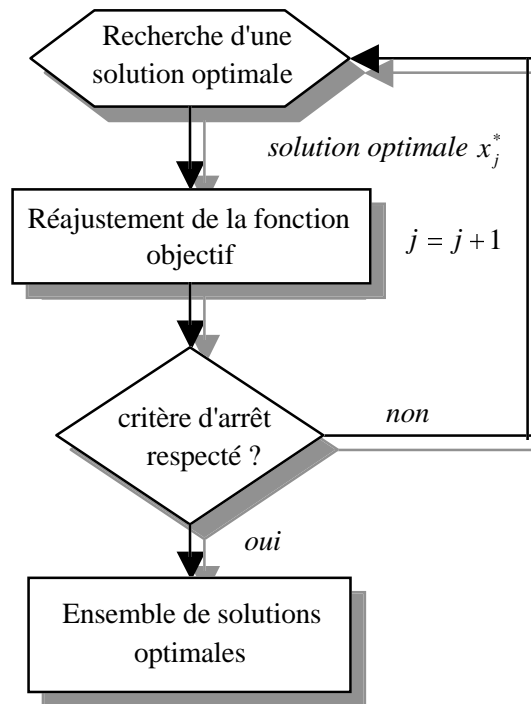 Recherche d'une
solution optimale
solution optimale x_j^*
Réajustement de la fonction
objectif
j = j + 1
critère d'arrêt
respecté ?
non
oui
Ensemble de solutions
optimales